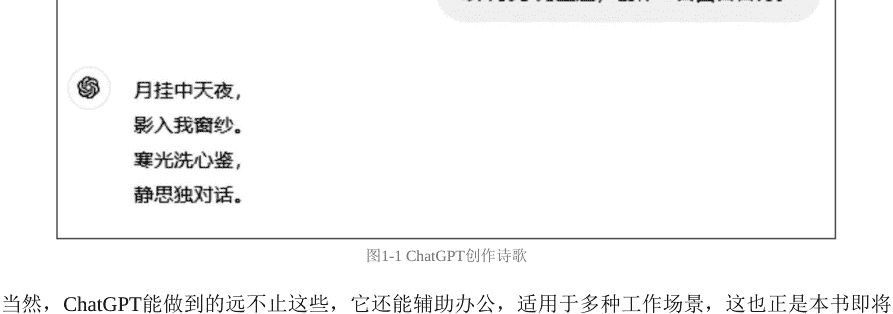 月挂中天夜，
影入我窗纱。
寒光洗心鉴，
静思独对话。
图1-1 ChatGPT创作诗歌
当然，ChatGPT能做到的远不止这些，它还能辅助办公，适用于多种工作场景，这也正是本书即将